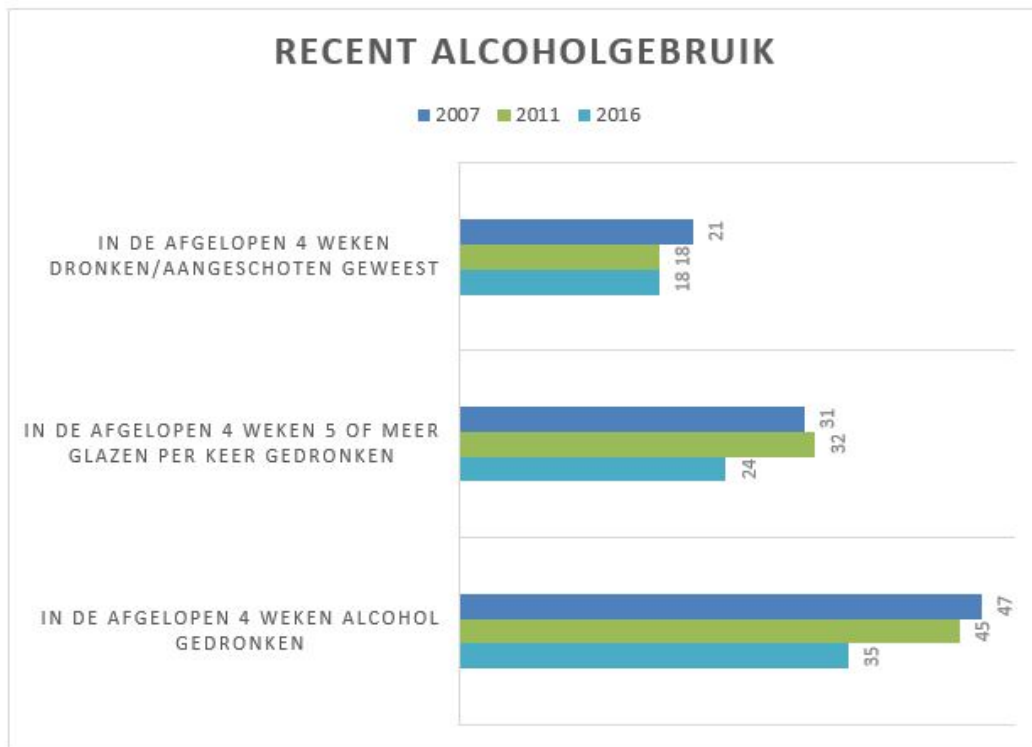 RECENT ALCOHOLGEBRUIK
2007 2011 2016
IN DE AFGELOPEN 4 WEKEN
DRONKEN/AANGESCHOTEN GEWEEST
21
18
18
IN DE AFGELOPEN 4 WEKEN 5 OF MEER
GLAZEN PER KEER GEDRONKEN
31
32
24
IN DE AFGELOPEN 4 WEKEN ALCOHOL
GEDRONKEN
47
45
35